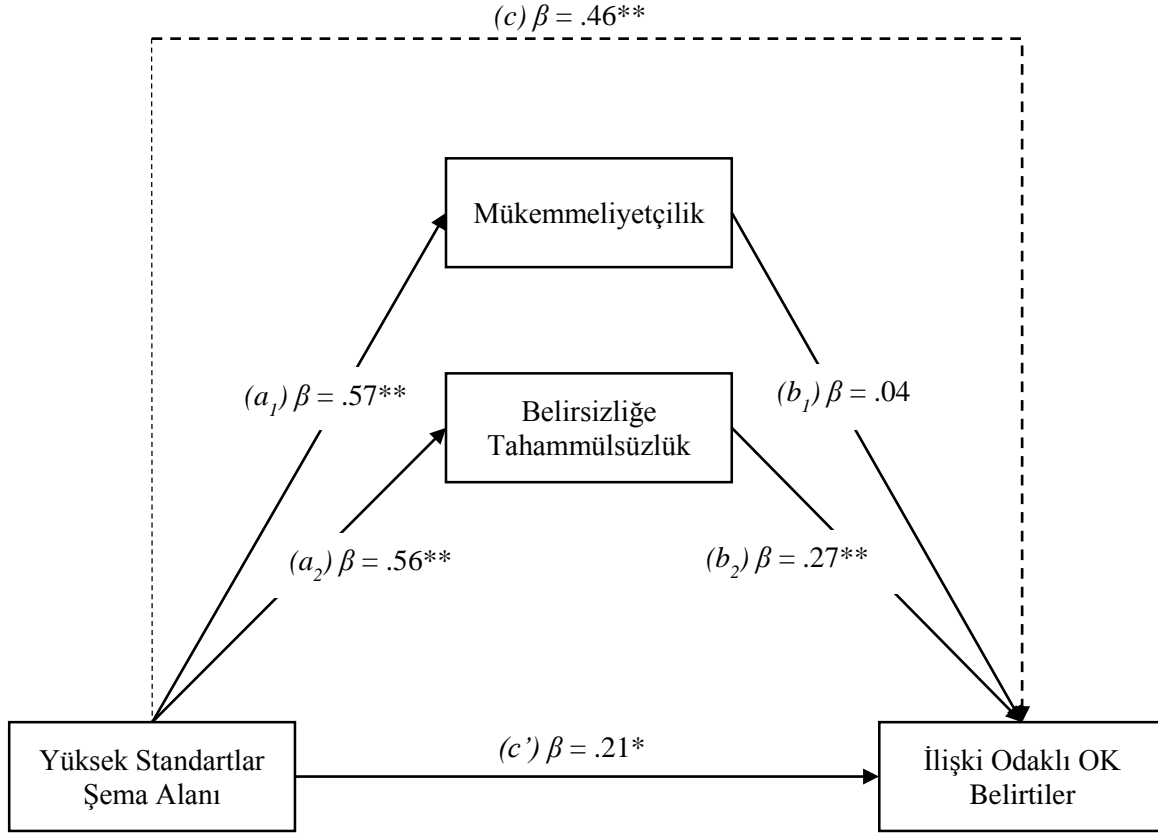 (c) β = .46**
Mükemmeliyetçilik
(a₁) β = .57**
(b₁) β = .04
Belirsizliğe
Tahammülsüzlük
(a₂) β = .56**
(b₂) β = .27**
Yüksek Standartlar
Şema Alanı
(c’) β = .21*
İlişki Odaklı OK
Belirtiler